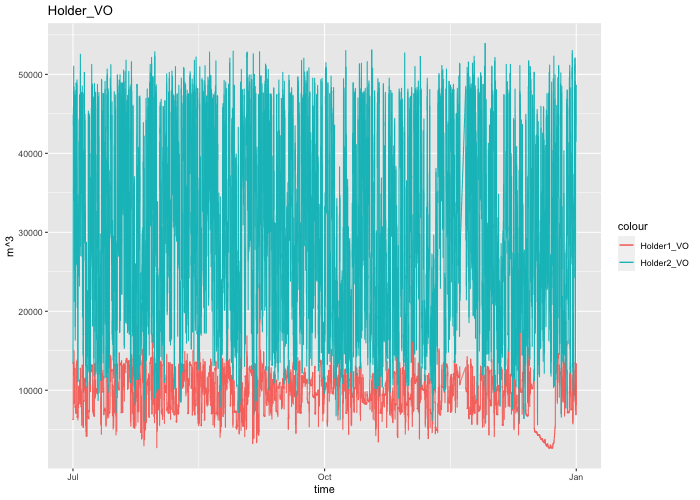 Holder_VO
50000
40000
30000
20000
10000
m^3
Jul
Oct
Jan
time
colour
Holder1_VO
Holder2_VO